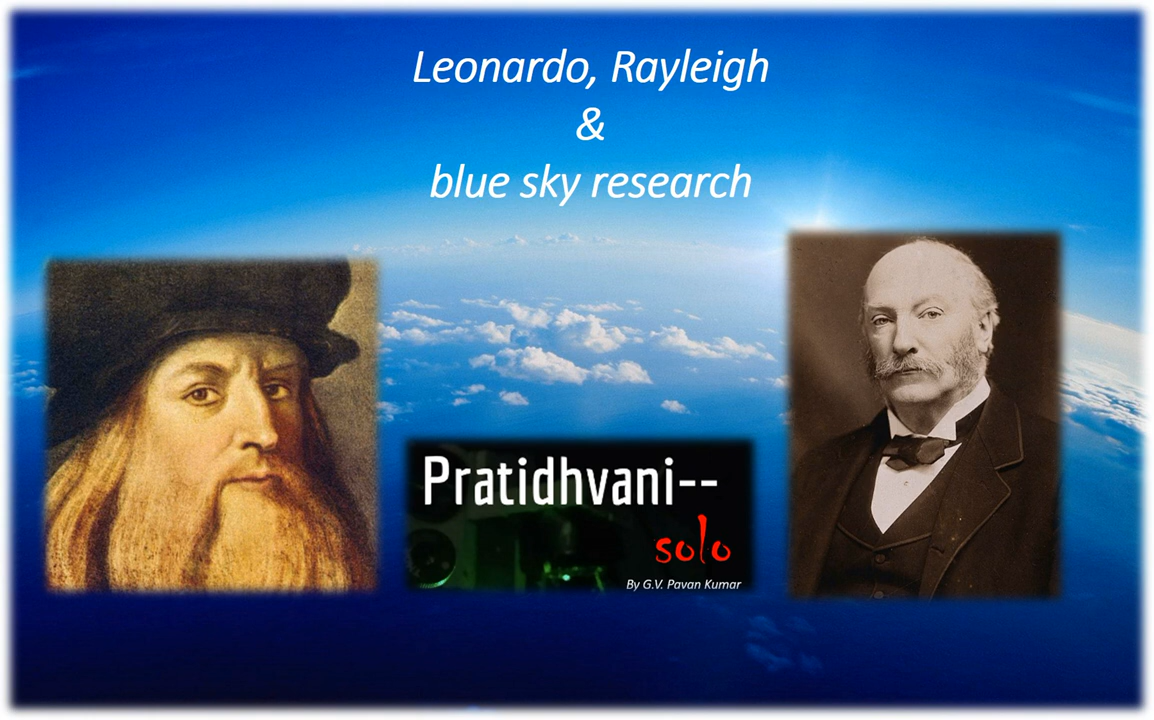 Leonardo, Rayleigh
&
blue sky research
Pratidhvani--
solo
By G.V. Pavan Kumar